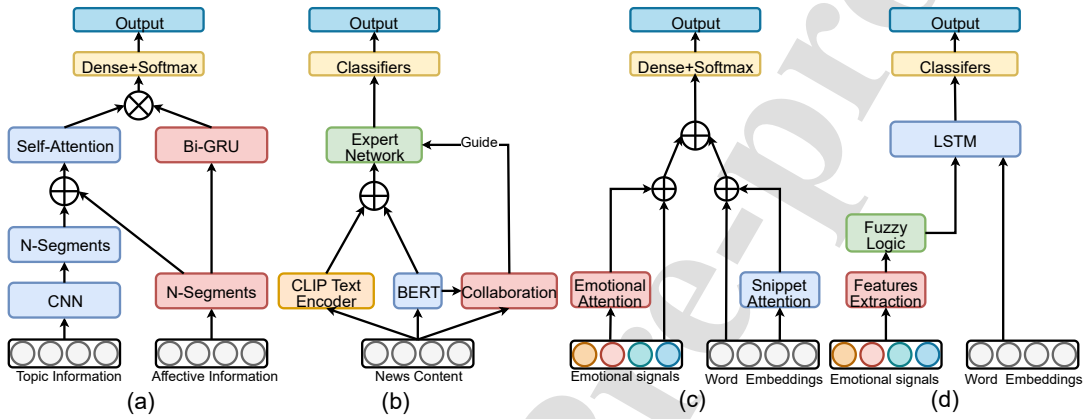 Output
Dense+Softmax
Self-Attention
Bi-GRU
N-Segments
CNN
N-Segments
Topic Information
Affective Information
(a)
Output
Classifiers
Expert
Network
Guide
CLIP Text
Encoder
BERT
Collaboration
News Content
(b)
Output
Dense+Softmax
Emotional
Attention
Snippet
Attention
Emotional signals
Word Embeddings
(c)
Output
Classifers
LSTM
Fuzzy
Logic
Features
Extraction
Emotional signals
Word Embeddings
(d)